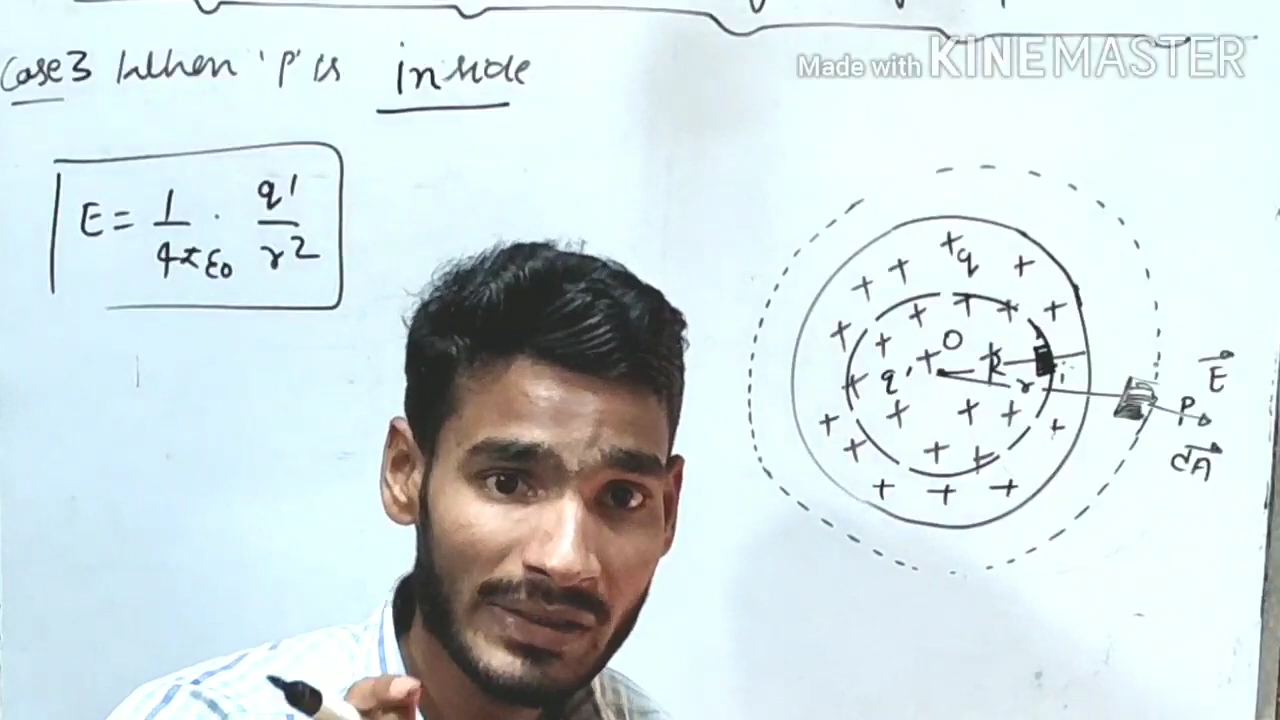 Made with KINEMASTER
Case 3 When 'P' is inside
E = 1/4πε0 · q'/r2
q
O
q' R r
E⃗
P
dA⃗